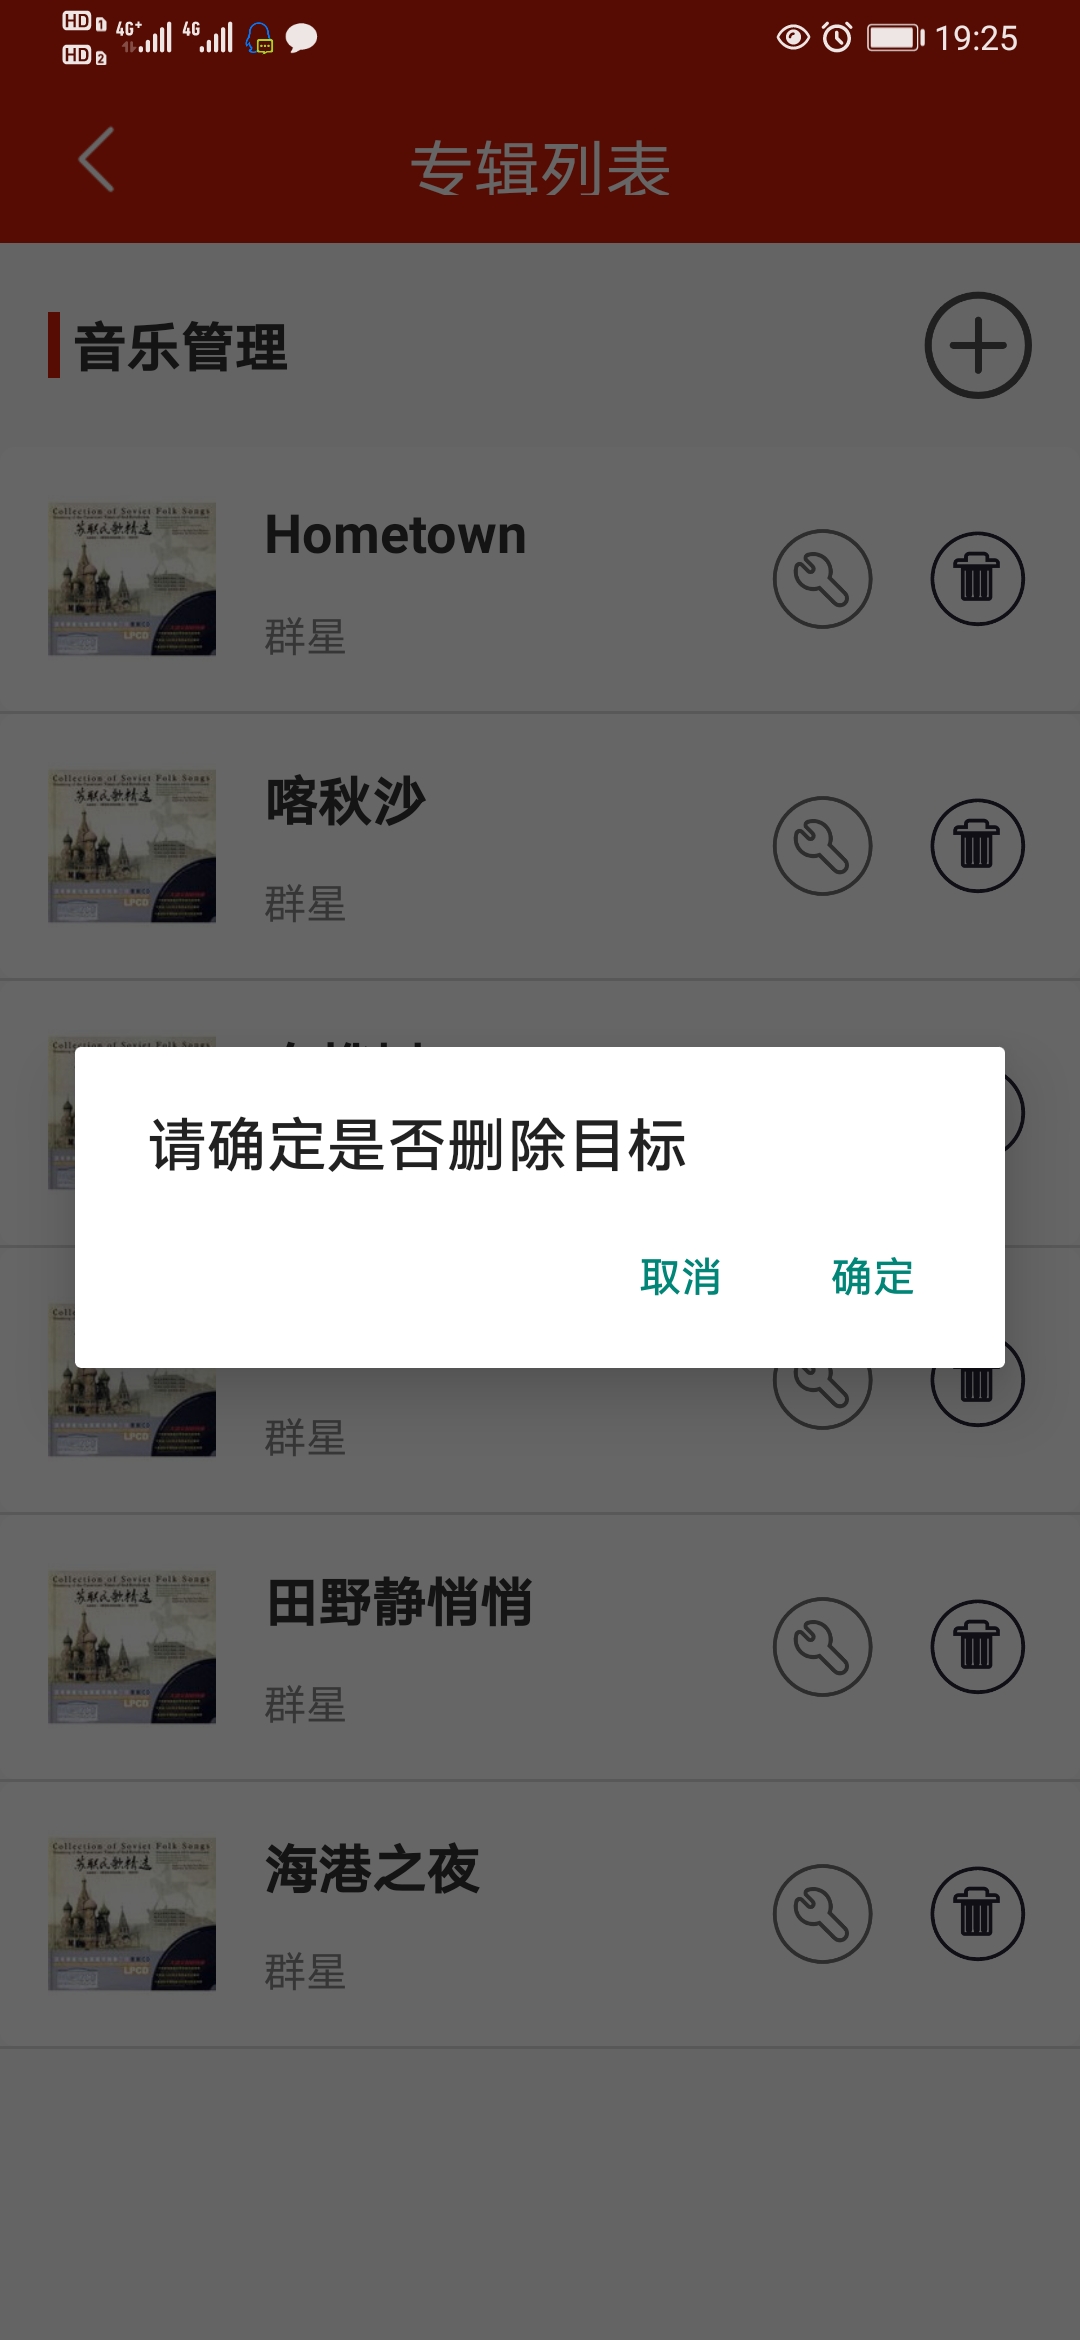 HD 1 4G+ 4G 19:25
HD 2
专辑列表
音乐管理
Collection of Soviet Folk Songs
苏联民歌精选
LPCD
Hometown
群星
Collection of Soviet Folk Songs
苏联民歌精选
LPCD
喀秋沙
群星
请确定是否删除目标
取消 确定
LPCD
群星
Collection of Soviet Folk Songs
苏联民歌精选
LPCD
田野静悄悄
群星
Collection of Soviet Folk Songs
苏联民歌精选
LPCD
海港之夜
群星